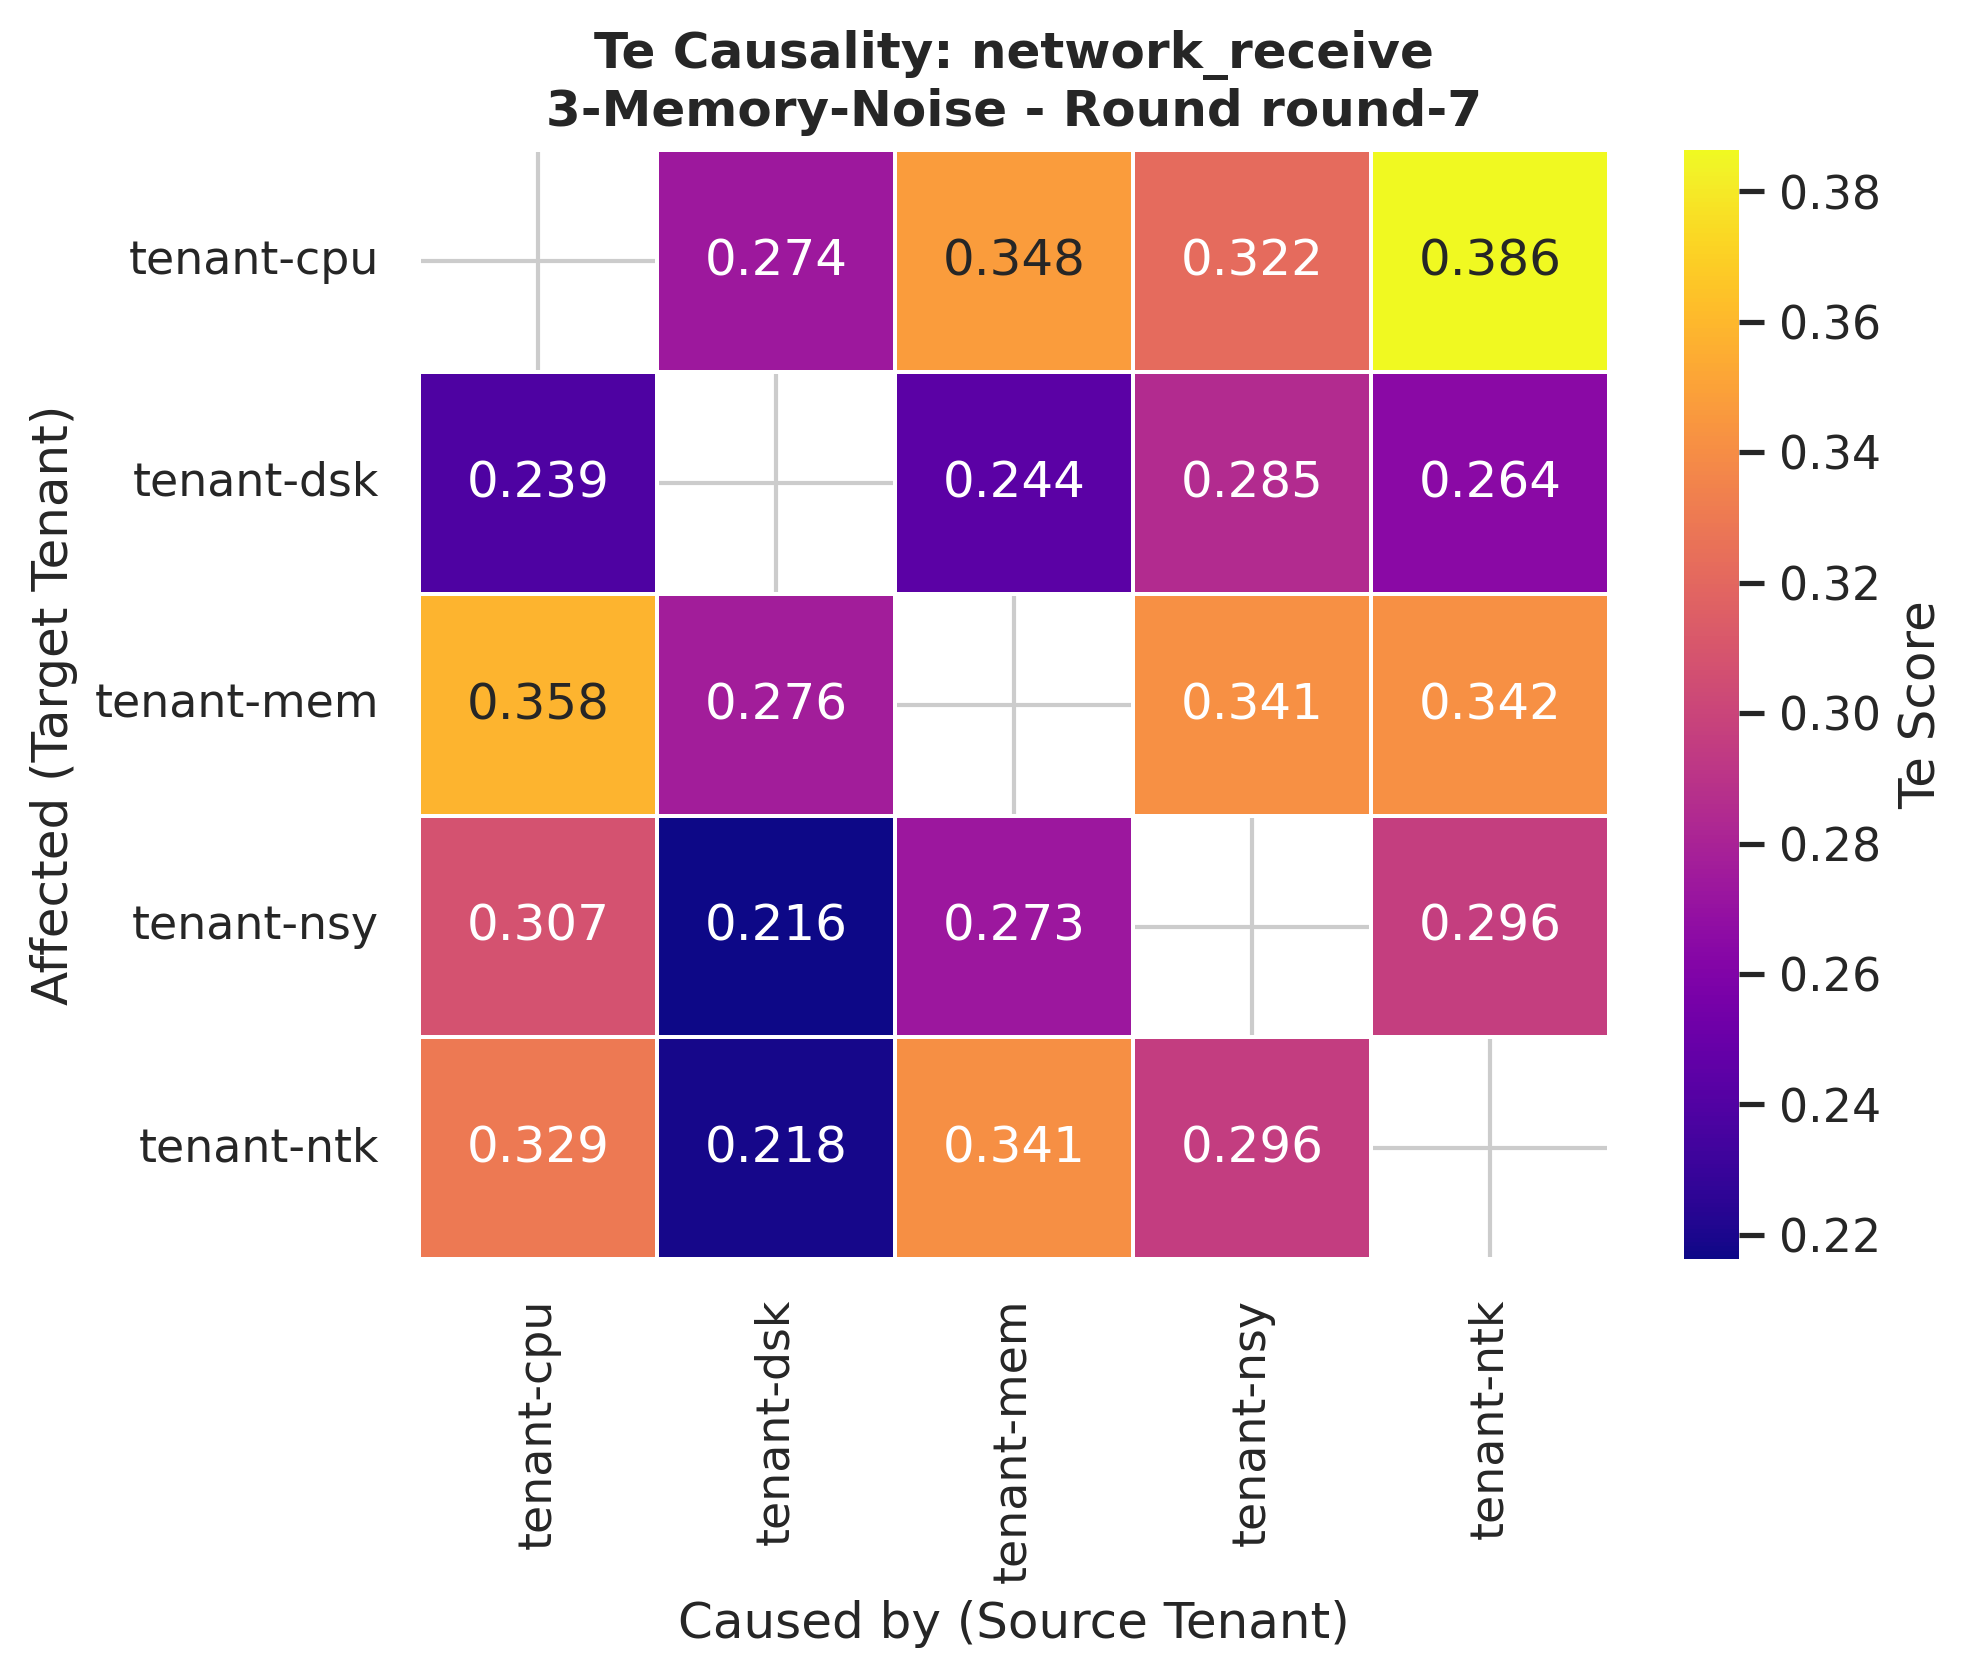 Te Causality: network_receive
3-Memory-Noise - Round round-7
Affected (Target Tenant)
tenant-cpu 0.274 0.348 0.322 0.386
tenant-dsk 0.239 0.244 0.285 0.264
tenant-mem 0.358 0.276 0.341 0.342
tenant-nsy 0.307 0.216 0.273 0.296
tenant-ntk 0.329 0.218 0.341 0.296
tenant-cpu
tenant-dsk
tenant-mem
tenant-nsy
tenant-ntk
Caused by (Source Tenant)
0.38
0.36
0.34
0.32
0.30
0.28
0.26
0.24
0.22
Te Score